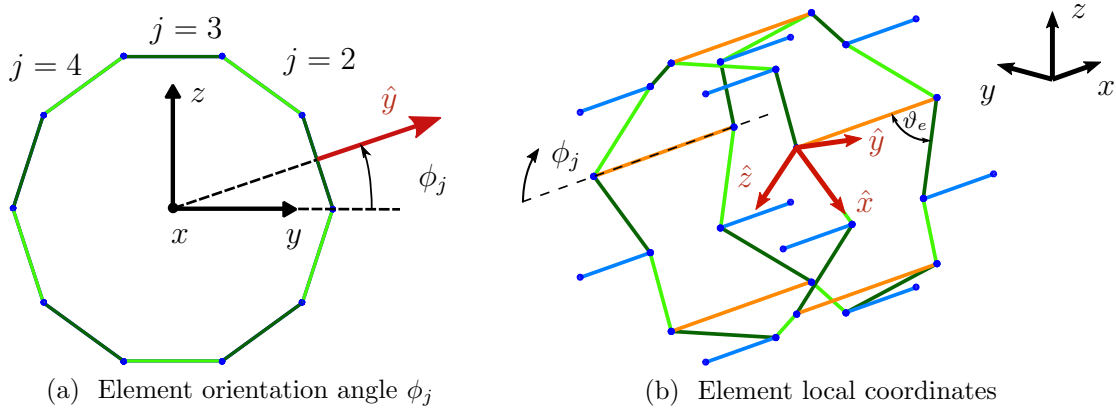 j = 3
j = 4
j = 2
z
ŷ
ϕ_j
x
y
(a) Element orientation angle ϕ_j
z
y
x
ϑ_e
ϕ_j
ŷ
ẑ
x̂
(b) Element local coordinates